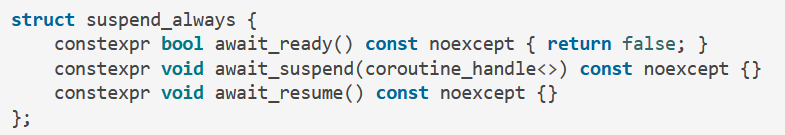 struct suspend_always {
    constexpr bool await_ready() const noexcept { return false; }
    constexpr void await_suspend(coroutine_handle<>) const noexcept {}
    constexpr void await_resume() const noexcept {}
};